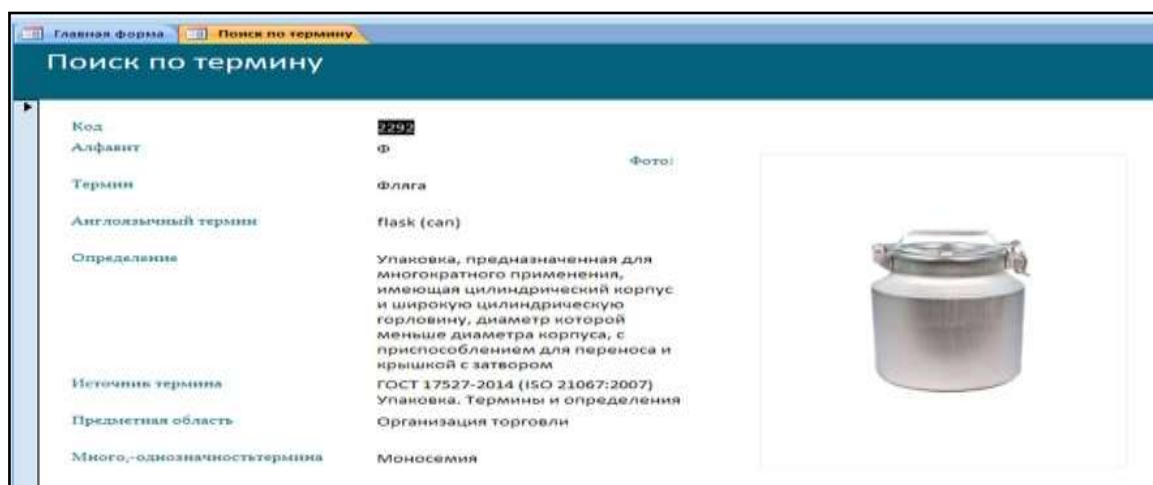 Главная форма Поиск по термину
Поиск по термину
Код 2292
Алфавит Ф
Фото:
Термин Фляга
Англоязычный термин flask (can)
Определение Упаковка, предназначенная для
многократного применения,
имеющая цилиндрический корпус
и широкую цилиндрическую
горловину, диаметр которой
меньше диаметра корпуса, с
приспособлением для переноса и
крышкой с затвором
Источник термина ГОСТ 17527-2014 (ISO 21067:2007)
Упаковка. Термины и определения
Предметная область Организация торговли
Много,-однозначностьтермина Моносемия